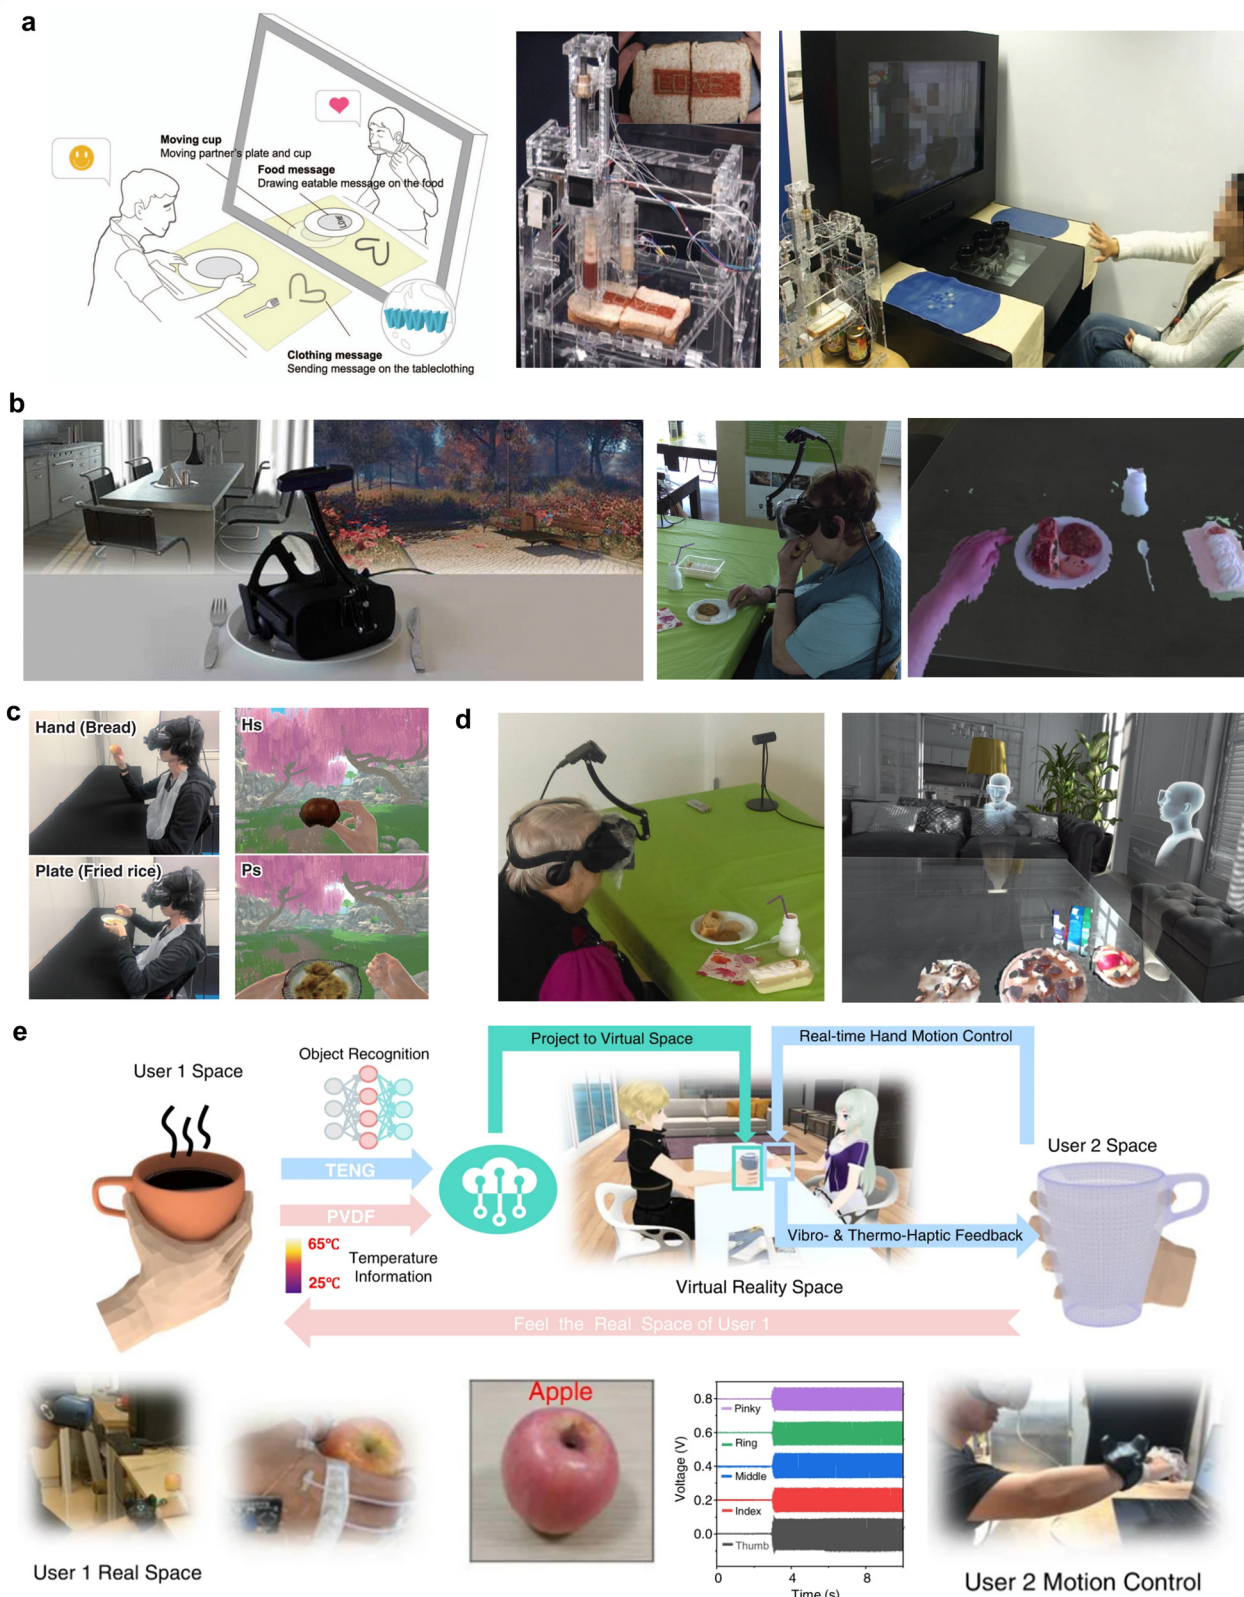 a
Moving cup
Moving partner's plate and cup
Food message
Drawing eatable message on the food
LOVE
Clothing message
Sending message on the tableclothing
LOVE
b
c
Hand (Bread)
Hs
Plate (Fried rice)
Ps
d
e
User 1 Space
Object Recognition
TENG
PVDF
65℃
25℃
Temperature
Information
Project to Virtual Space
Real-time Hand Motion Control
User 2 Space
Vibro- & Thermo-Haptic Feedback
Virtual Reality Space
Feel the Real Space of User 1
User 1 Real Space
Apple
Voltage (V)
0.8
0.6
0.4
0.2
0.0
Pinky
Ring
Middle
Index
Thumb
0
4
8
Time (s)
User 2 Motion Control